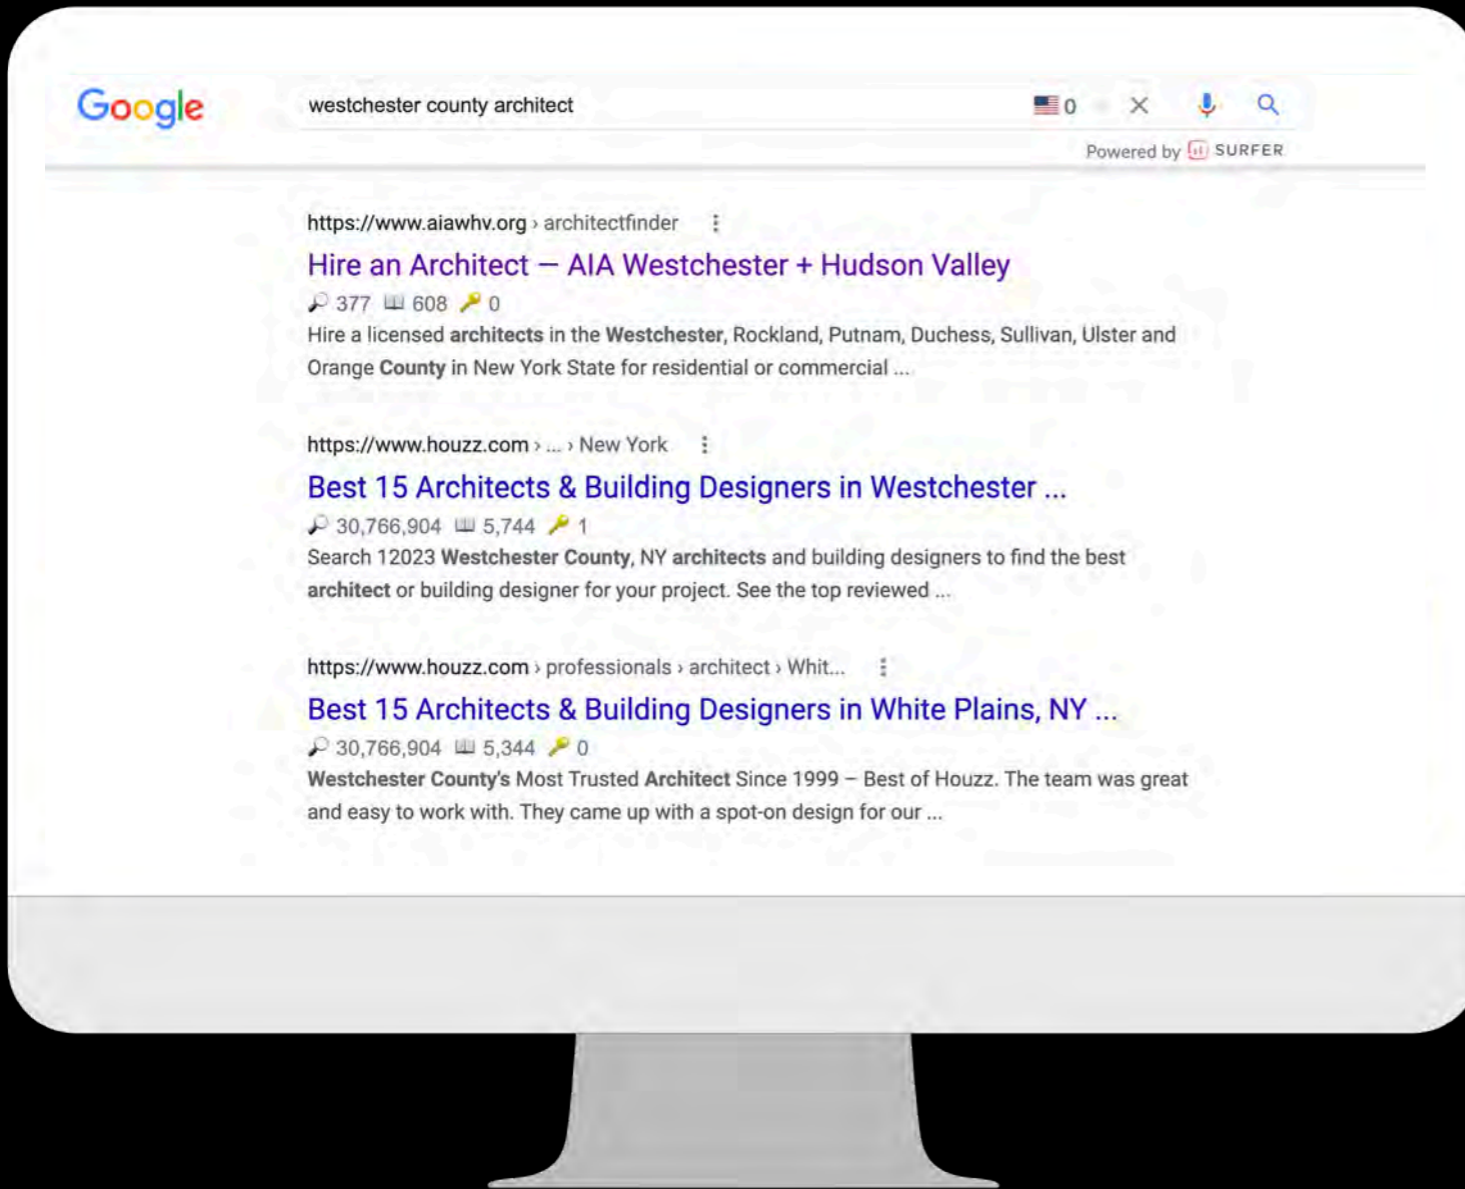 Google
westchester county architect
0
Powered by SURFER
https://www.aiawhv.org › architectfinder
Hire an Architect — AIA Westchester + Hudson Valley
377 608 0
Hire a licensed architects in the Westchester, Rockland, Putnam, Duchess, Sullivan, Ulster and
Orange County in New York State for residential or commercial ...
https://www.houzz.com › ... › New York
Best 15 Architects & Building Designers in Westchester ...
30,766,904 5,744 1
Search 12023 Westchester County, NY architects and building designers to find the best
architect or building designer for your project. See the top reviewed ...
https://www.houzz.com › professionals › architect › Whit...
Best 15 Architects & Building Designers in White Plains, NY ...
30,766,904 5,344 0
Westchester County's Most Trusted Architect Since 1999 – Best of Houzz. The team was great
and easy to work with. They came up with a spot-on design for our ...